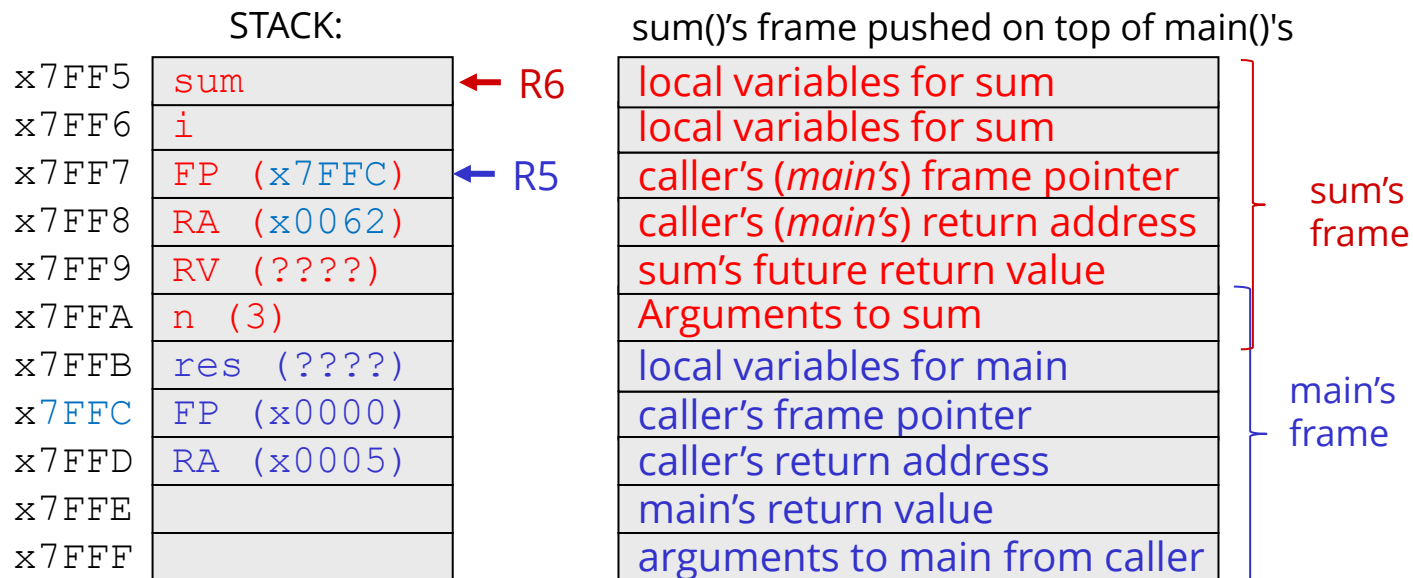 STACK: sum()’s frame pushed on top of main()'s
x7FF5 sum R6 local variables for sum
x7FF6 i local variables for sum
x7FF7 FP (x7FFC) R5 caller’s (main’s) frame pointer
x7FF8 RA (x0062) caller’s (main’s) return address
x7FF9 RV (????) sum’s future return value
x7FFA n (3) Arguments to sum
x7FFB res (????) local variables for main
x7FFC FP (x0000) caller’s frame pointer
x7FFD RA (x0005) caller’s return address
x7FFE main’s return value
x7FFF arguments to main from caller
sum’s
frame
main’s
frame